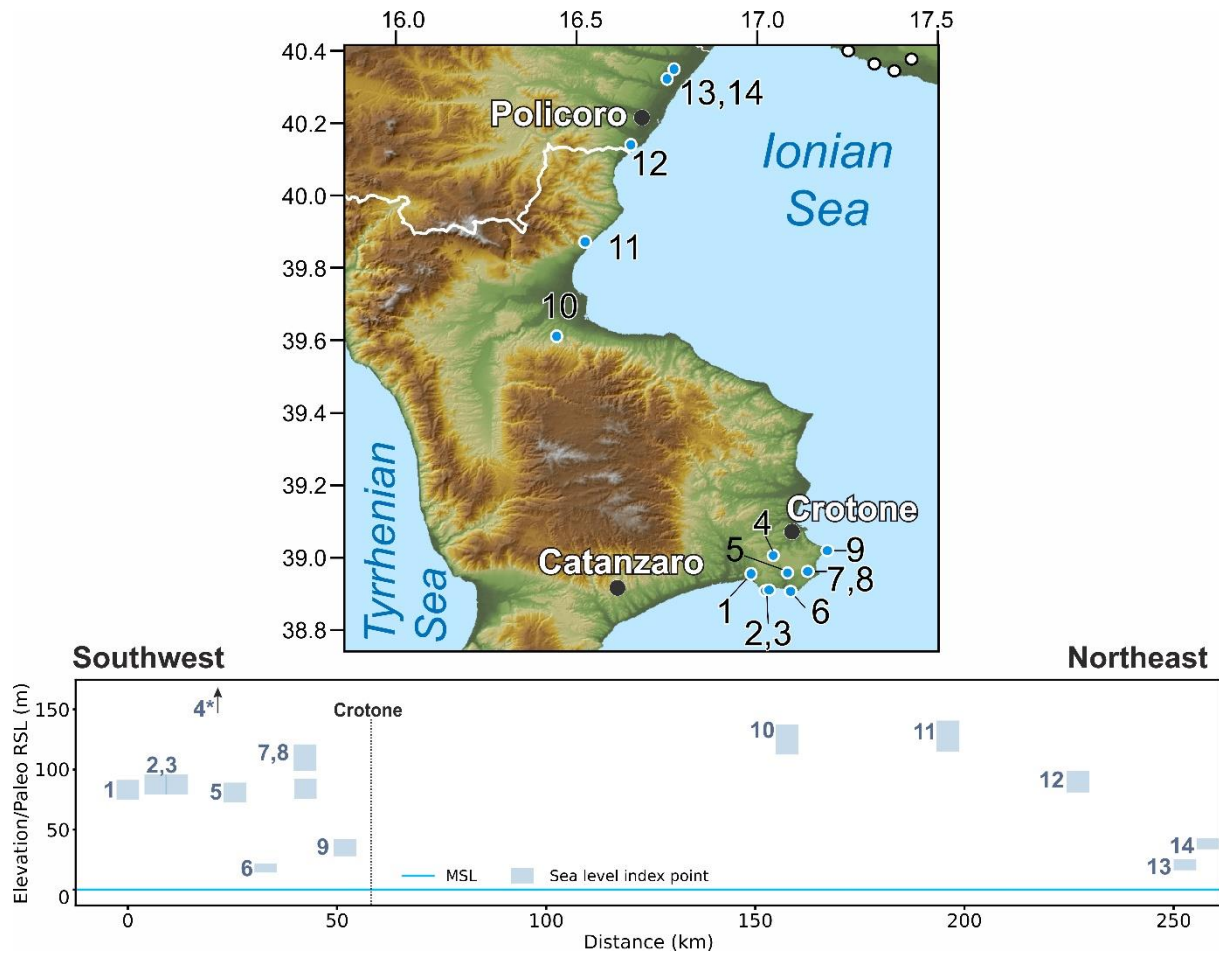 16.0 16.5 17.0 17.5
40.4
13,14
Policoro
40.2
Ionian
Sea
12
40.0
11
39.8
10
39.6
39.4
39.2
Crotone
4
5
9
39.0
Catanzaro
7,8
1
6
2,3
38.8
Tyrrhenian
Sea
Southwest Northeast
Elevation/Paleo RSL (m)
150
4*
Crotone
7,8
10
11
2,3
100
1
5
12
50
9
14
6
13
MSL
Sea level index point
0
0 50 100 150 200 250
Distance (km)